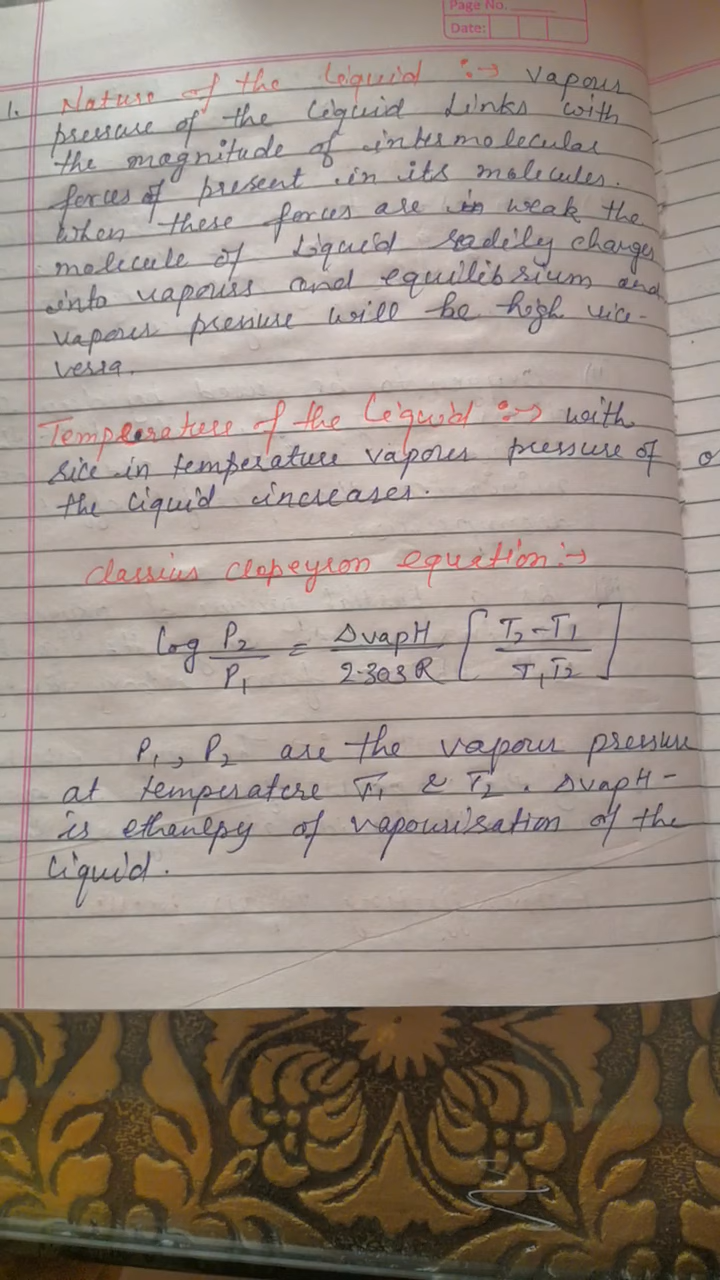 Page No.
Date:
1. Nature of the liquid :→ vapour
pressure of the liquid links with
the magnitude of intermolecular
forces of present in its molecules.
when these forces are in weak the
molecule of liquid radily changes
into vapours and equilibrium and
vapour pressure will be high vice-
versa.
Temperature of the liquid :→ with
rice in temperature vapour pressure of
the liquid increases.
classius clapeyron equation :→
log P2/P1 = ΔvapH/2.303R [T2-T1/T1T2]
P1, P2 are the vapour pressure
at temperatcre T1 & T2. ΔvapH -
is ethanlpy of vapourisation of the
liquid.